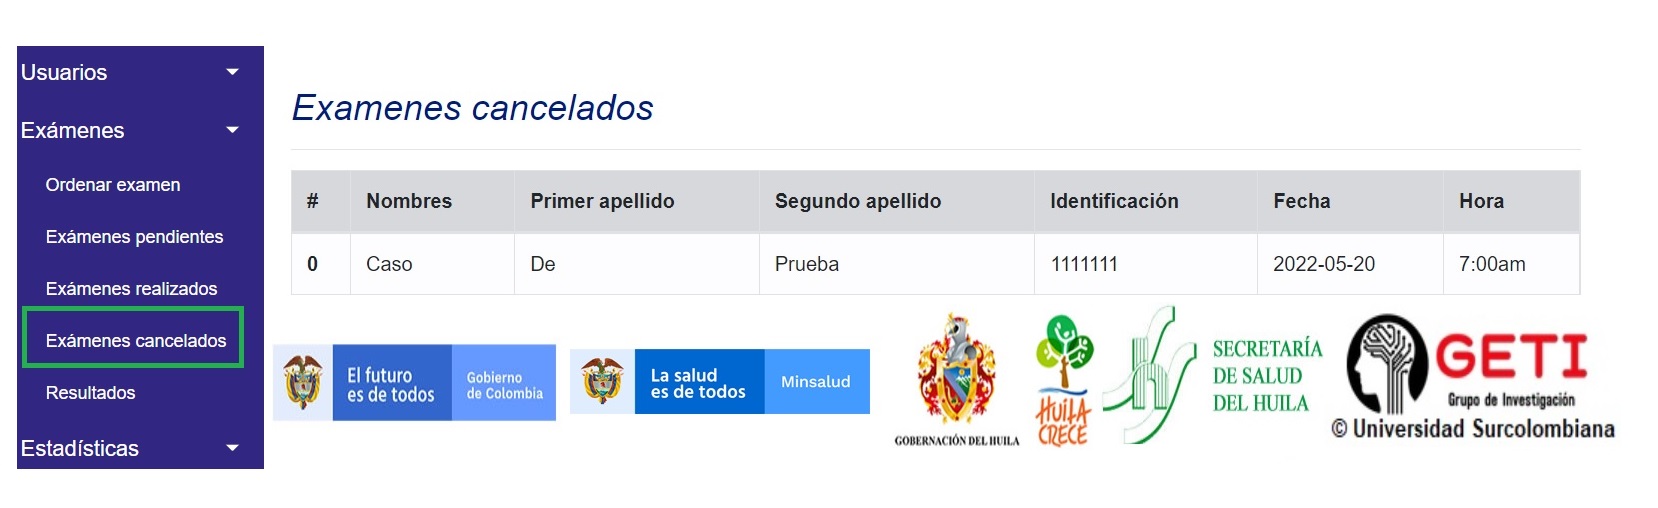 Usuarios
Exámenes
Ordenar examen
Exámenes pendientes
Exámenes realizados
Exámenes cancelados
Resultados
Estadísticas
Examenes cancelados
# Nombres Primer apellido Segundo apellido Identificación Fecha Hora
0 Caso De Prueba 1111111 2022-05-20 7:00am
El futuro
es de todos
Gobierno
de Colombia
La salud
es de todos
Minsalud
GOBERNACIÓN DEL HUILA
HUILA
CRECE
SECRETARÍA
DE SALUD
DEL HUILA
GETI
Grupo de Investigación
© Universidad Surcolombiana